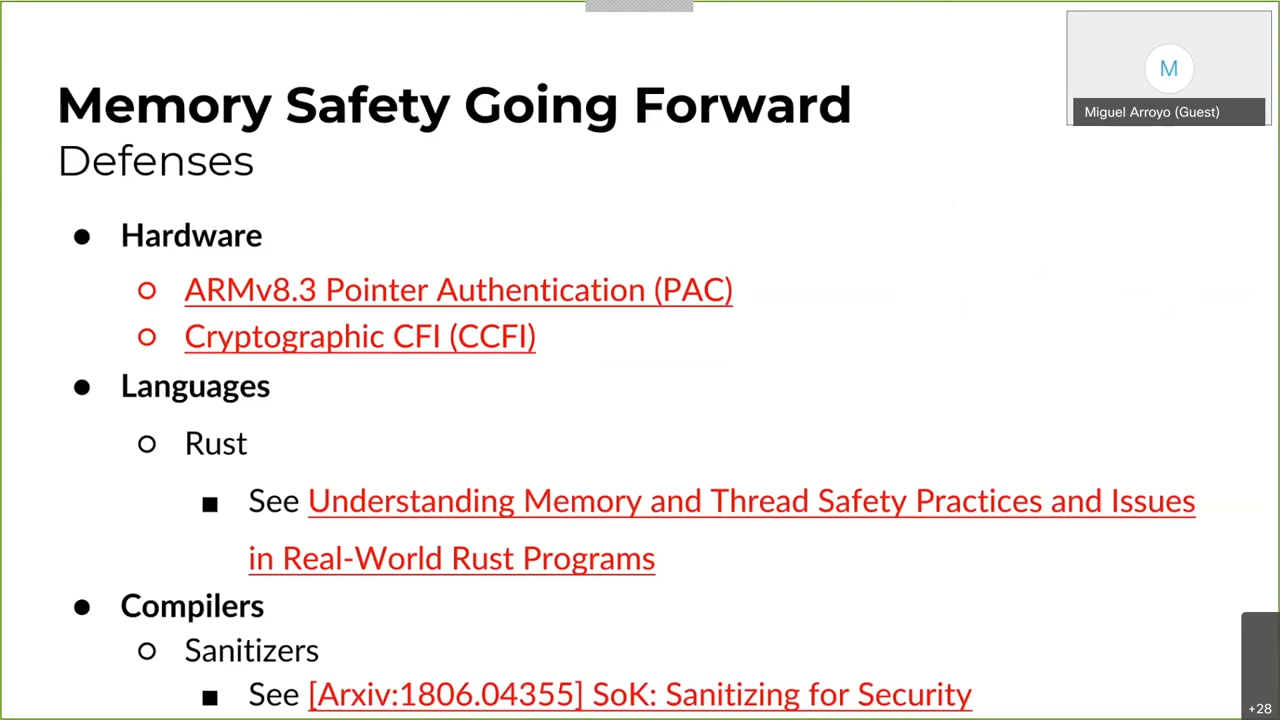 Memory Safety Going Forward
Defenses
M
Miguel Arroyo (Guest)
● Hardware
○ ARMv8.3 Pointer Authentication (PAC)
○ Cryptographic CFI (CCFI)
● Languages
○ Rust
■ See Understanding Memory and Thread Safety Practices and Issues
in Real-World Rust Programs
● Compilers
○ Sanitizers
■ See [Arxiv:1806.04355] SoK: Sanitizing for Security
+28